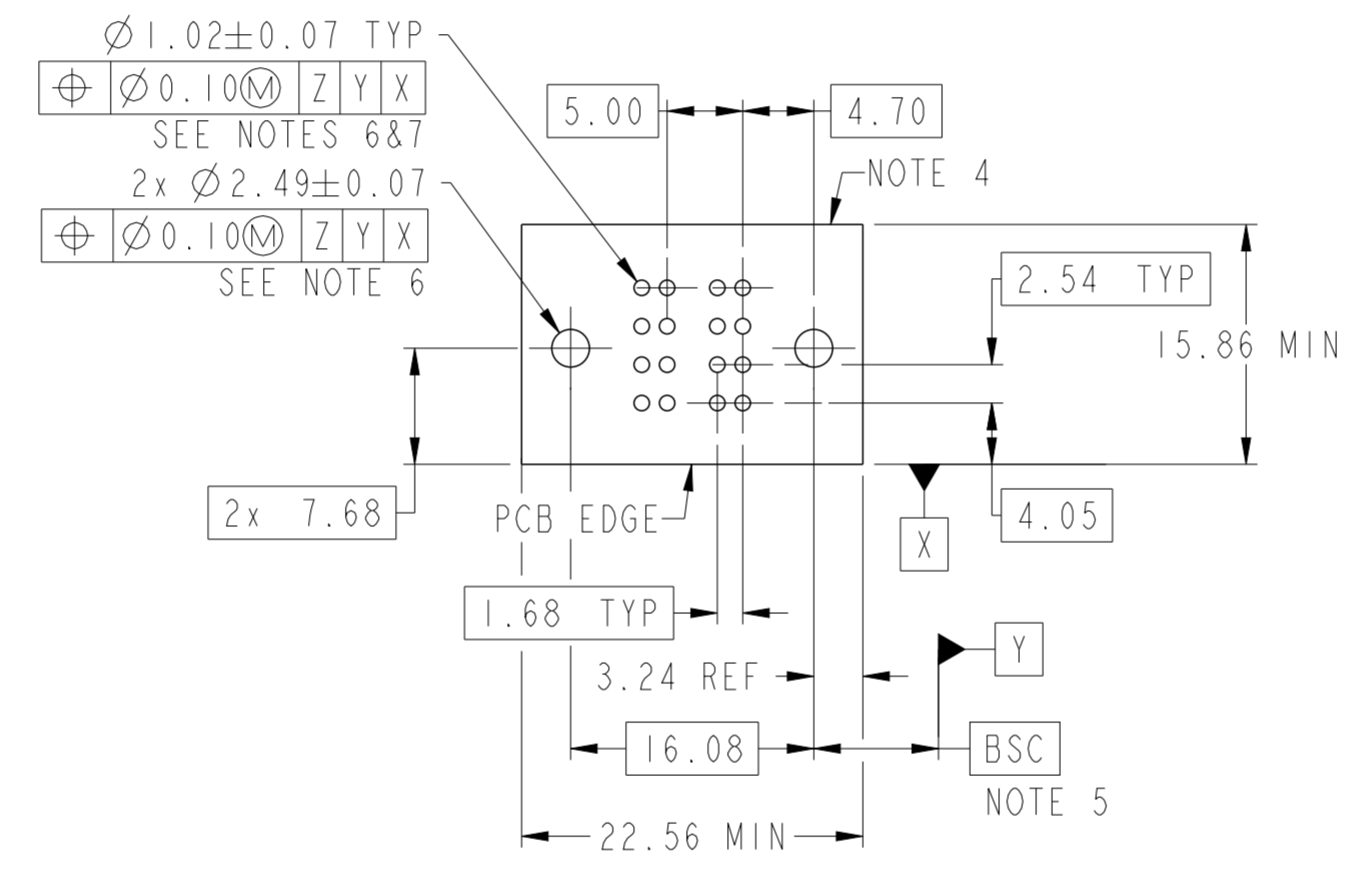 Ø1.02±0.07 TYP
⌖ Ø0.10Ⓜ Z Y X
SEE NOTES 6&7
2x Ø2.49±0.07
⌖ Ø0.10Ⓜ Z Y X
SEE NOTE 6
5.00
4.70
NOTE 4
2.54 TYP
15.86 MIN
2x 7.68
PCB EDGE
X
4.05
1.68 TYP
3.24 REF
Y
16.08
BSC
NOTE 5
22.56 MIN